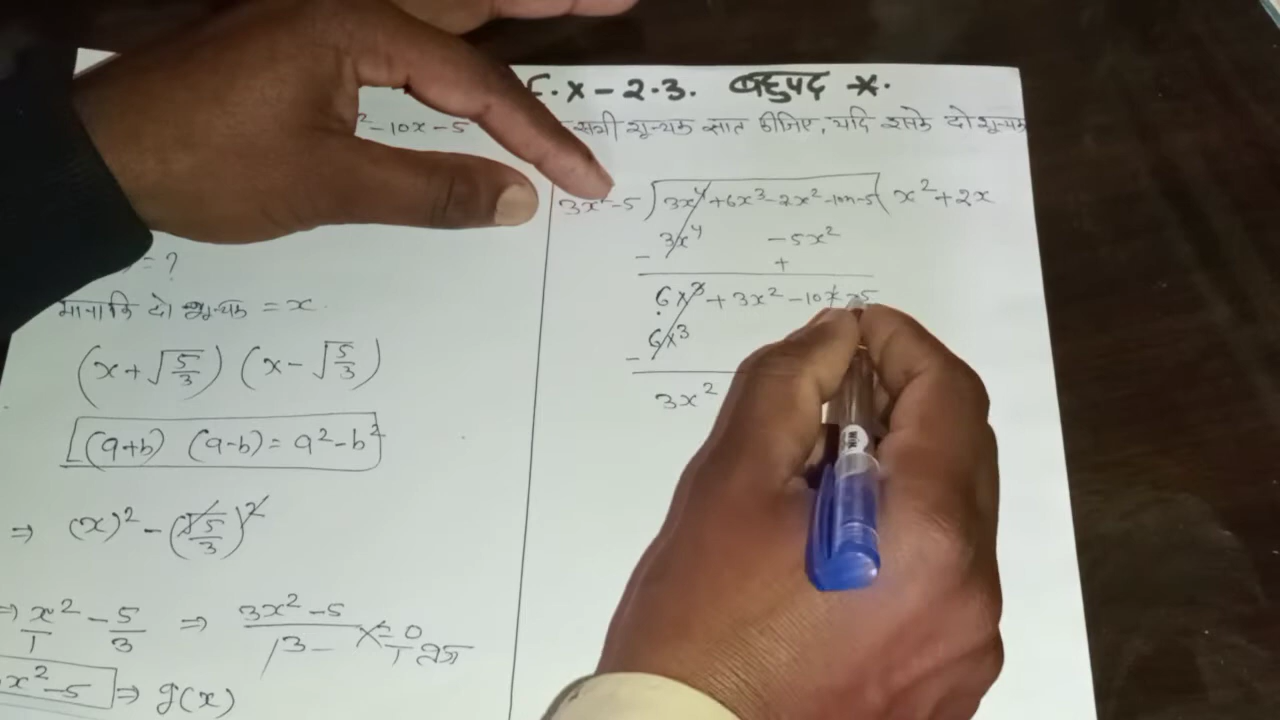 E.X-2.3. बहुपद *.
²-10x-5 सभी शून्यक ज्ञात कीजिए, यदि इसके दो शून्यक
3x²-5) 3x⁴+6x³-2x²-10x-5 ( x²+2x
3x⁴ -5x²
- +
6x³+3x²-10x-5
6x³
-
3x²
= ?
मानाकि दो शून्यक = x
(x+√5/3) (x-√5/3)
[(a+b) (a-b) = a²-b²
⇒ (x)² - (√5/3)²
⇒ x²/1 - 5/3 ⇒ 3x²-5/3 = 0/1
x²-5 ⇒ g(x)